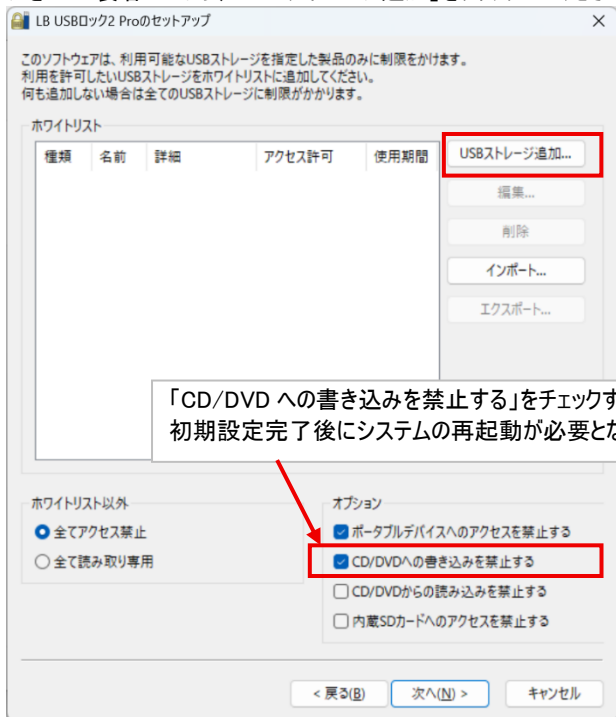 LB USBロック2 Proのセットアップ
このソフトウェアは、利用可能なUSBストレージを指定した製品のみに制限をかけます。
利用を許可したいUSBストレージをホワイトリストに追加してください。
何も追加しない場合は全てのUSBストレージに制限がかかります。
ホワイトリスト
種類 名前 詳細 アクセス許可 使用期間
USBストレージ追加...
編集...
削除
インポート...
エクスポート...
「CD/DVD への書き込みを禁止する」をチェックす
初期設定完了後にシステムの再起動が必要とな
ホワイトリスト以外
全てアクセス禁止
全て読み取り専用
オプション
ポータブルデバイスへのアクセスを禁止する
CD/DVDへの書き込みを禁止する
CD/DVDからの読み込みを禁止する
内蔵SDカードへのアクセスを禁止する
< 戻る(B) 次へ(N) > キャンセル